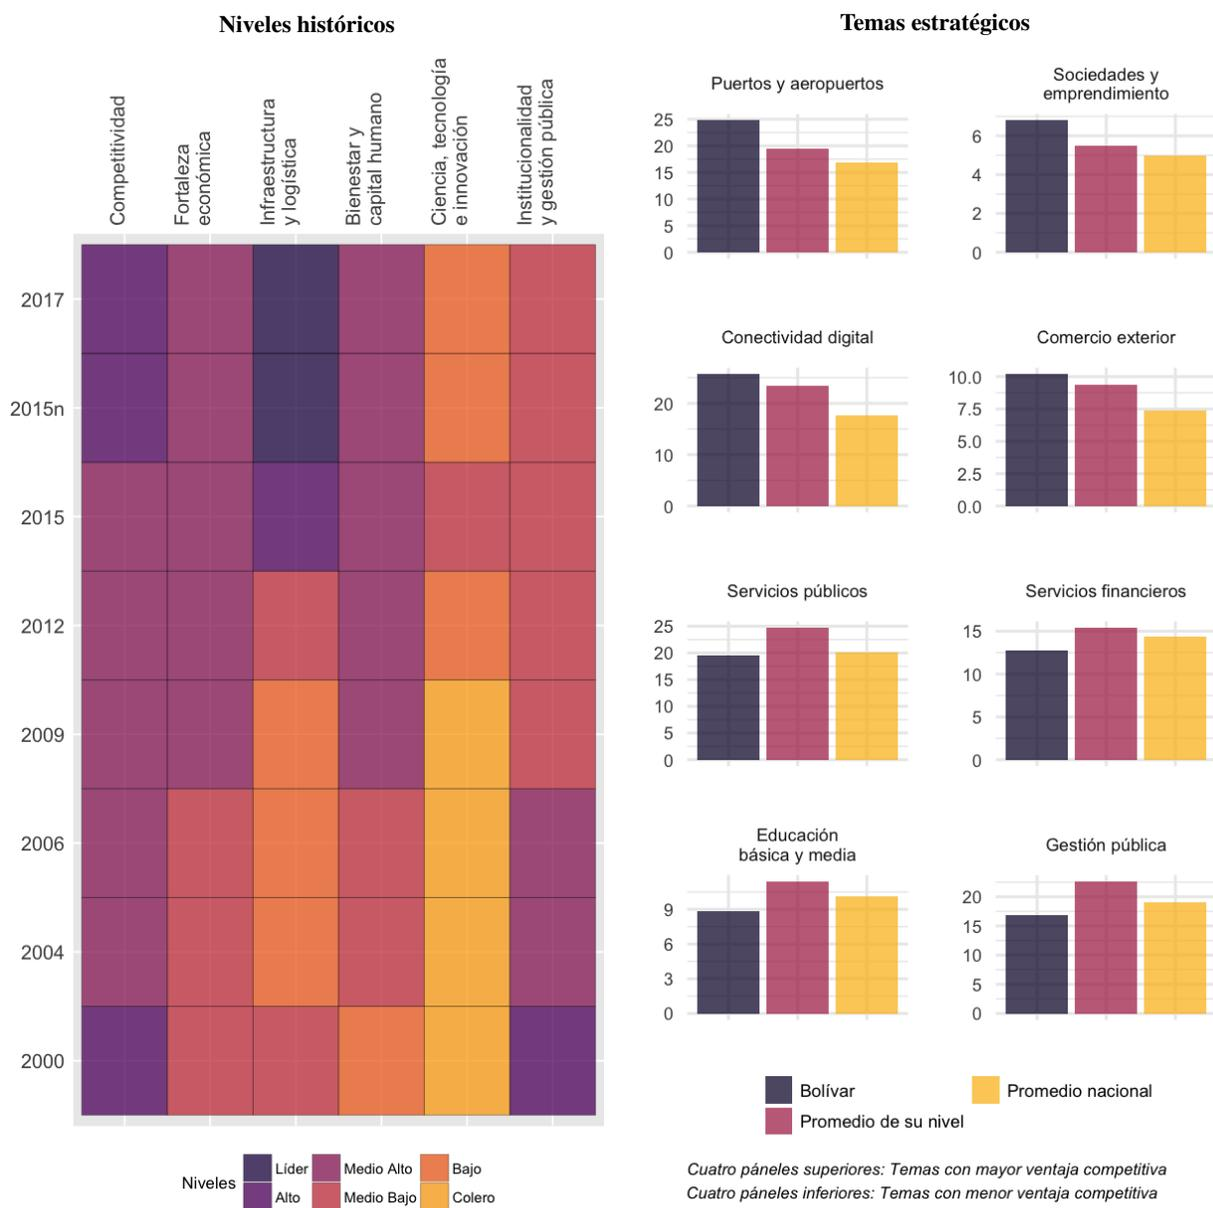 Niveles históricos
Competitividad
Fortaleza
económica
Infraestructura
y logística
Bienestar y
capital humano
Ciencia, tecnología
e innovación
Institucionalidad
y gestión pública
2017
2015n
2015
2012
2009
2006
2004
2000
Niveles
Líder
Medio Alto
Bajo
Alto
Medio Bajo
Colero
Temas estratégicos
Puertos y aeropuertos
25
20
15
10
5
0
Sociedades y
emprendimiento
6
4
2
0
Conectividad digital
20
10
0
Comercio exterior
10.0
7.5
5.0
2.5
0.0
Servicios públicos
25
20
15
10
5
0
Servicios financieros
15
10
5
0
Educación
básica y media
9
6
3
0
Gestión pública
20
15
10
5
0
Bolívar
Promedio nacional
Promedio de su nivel
Cuatro páneles superiores: Temas con mayor ventaja competitiva
Cuatro páneles inferiores: Temas con menor ventaja competitiva